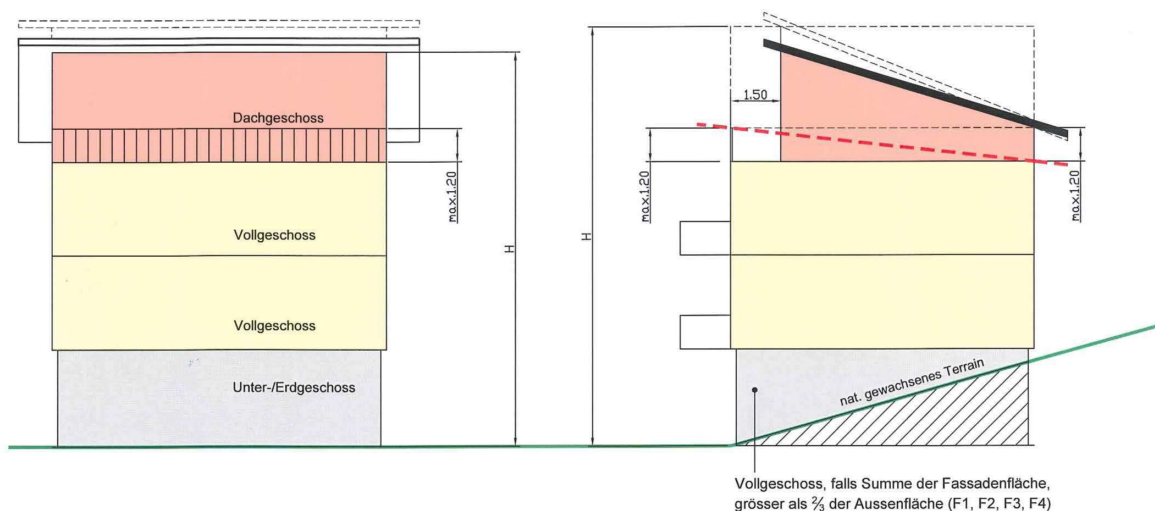 Dachgeschoss
max.1.20
Vollgeschoss
H
Vollgeschoss
Unter-/Erdgeschoss
H
1.50
max.1.20
max.1.20
nat. gewachsenes Terrain
Vollgeschoss, falls Summe der Fassadenfläche,
grösser als ⅔ der Aussenfläche (F1, F2, F3, F4)